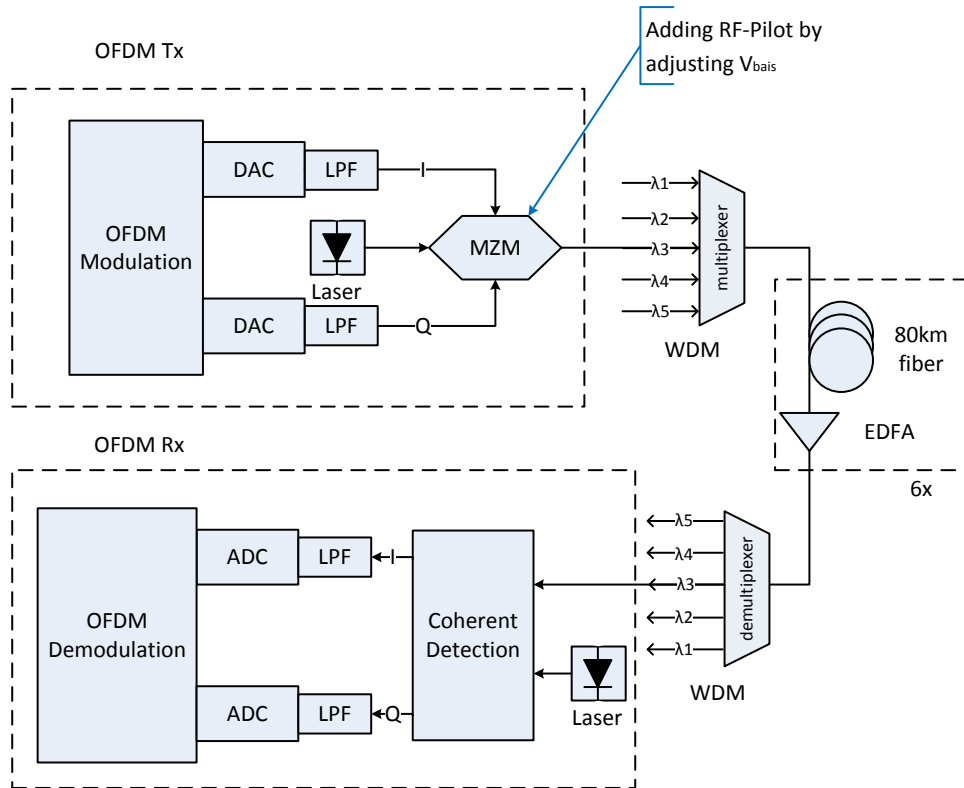 Adding RF-Pilot by
adjusting Vbais
OFDM Tx
OFDM
Modulation
DAC
LPF
I
Laser
MZM
DAC
LPF
Q
λ1
λ2
λ3
λ4
λ5
multiplexer
WDM
80km
fiber
EDFA
6x
OFDM Rx
OFDM
Demodulation
ADC
LPF
I
ADC
LPF
Q
Coherent
Detection
Laser
λ5
λ4
λ3
λ2
λ1
demultiplexer
WDM